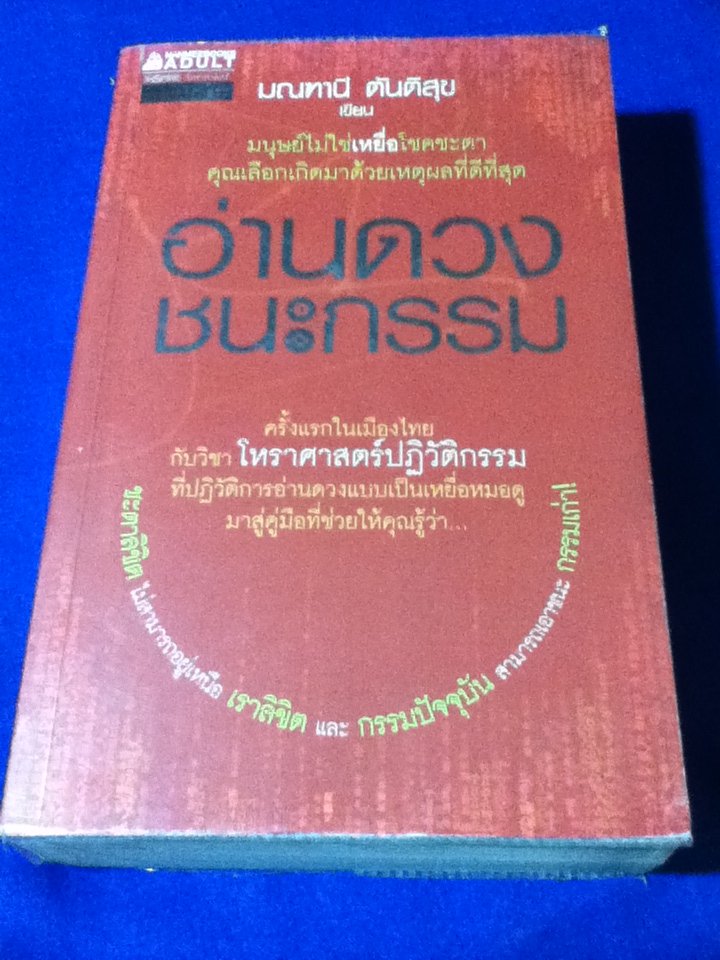 NANMEEBOOKS
ADULT
มณฑานี ตันติสุข
เขียน
มนุษย์ไม่ใช่เหยื่อโชคชะตา
คุณเลือกเกิดมาด้วยเหตุผลที่ดีที่สุด
อ่านดวง
ชนะกรรม
ครั้งแรกในเมืองไทย
กับวิชา โหราศาสตร์ปฏิวัติกรรม
ที่ปฏิวัติการอ่านดวงแบบเป็นเหยื่อหมอดู
มาสู่คู่มือที่ช่วยให้คุณรู้ว่า...
ชะตาลิขิต ไม่สามารถอยู่เหนือ เราลิขิต และ กรรมปัจจุบัน สามารถเอาชนะ กรรมเก่า!